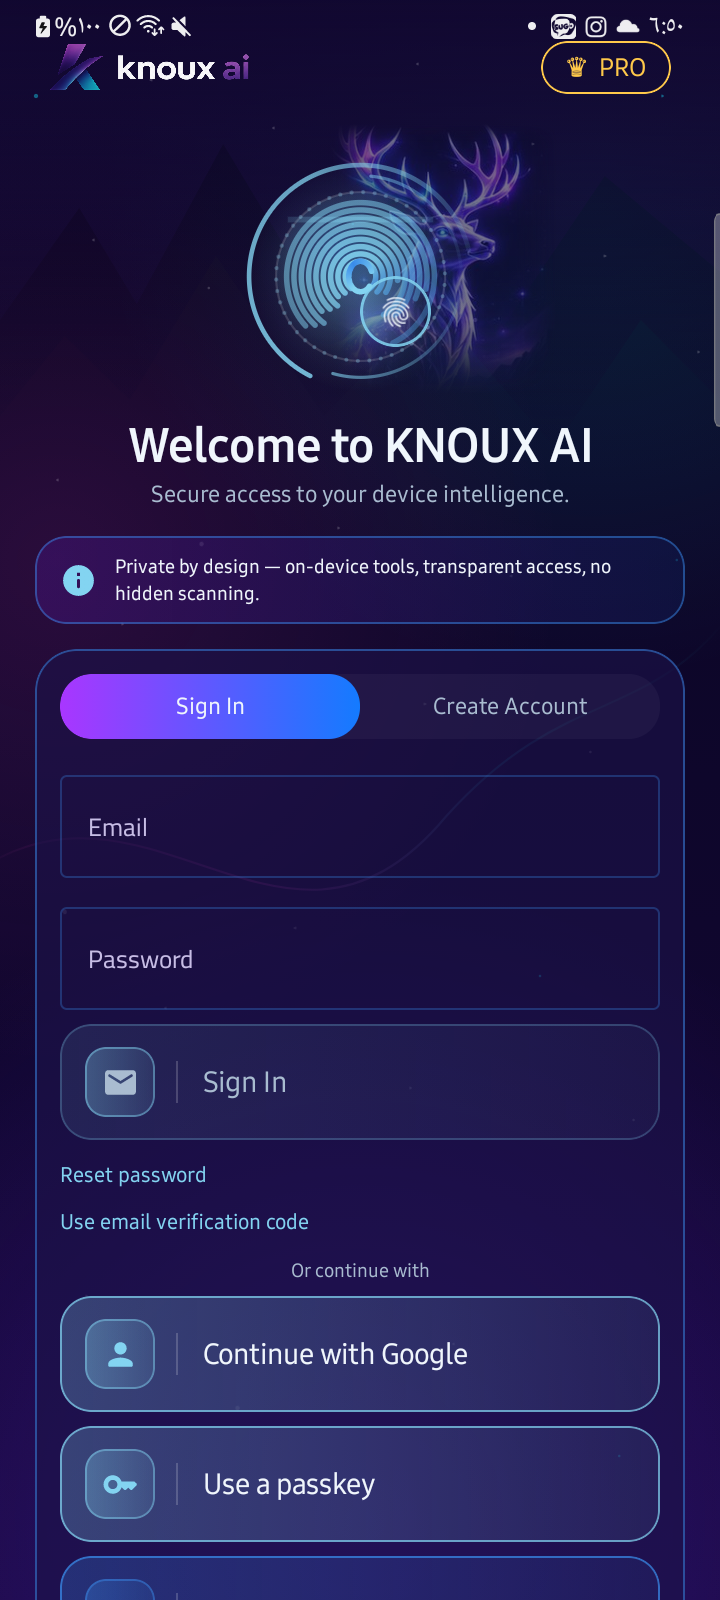 %١٠٠
٦:٥٠
knoux ai
PRO
Welcome to KNOUX AI
Secure access to your device intelligence.
Private by design — on-device tools, transparent access, no
hidden scanning.
Sign In
Create Account
Email
Password
Sign In
Reset password
Use email verification code
Or continue with
Continue with Google
Use a passkey